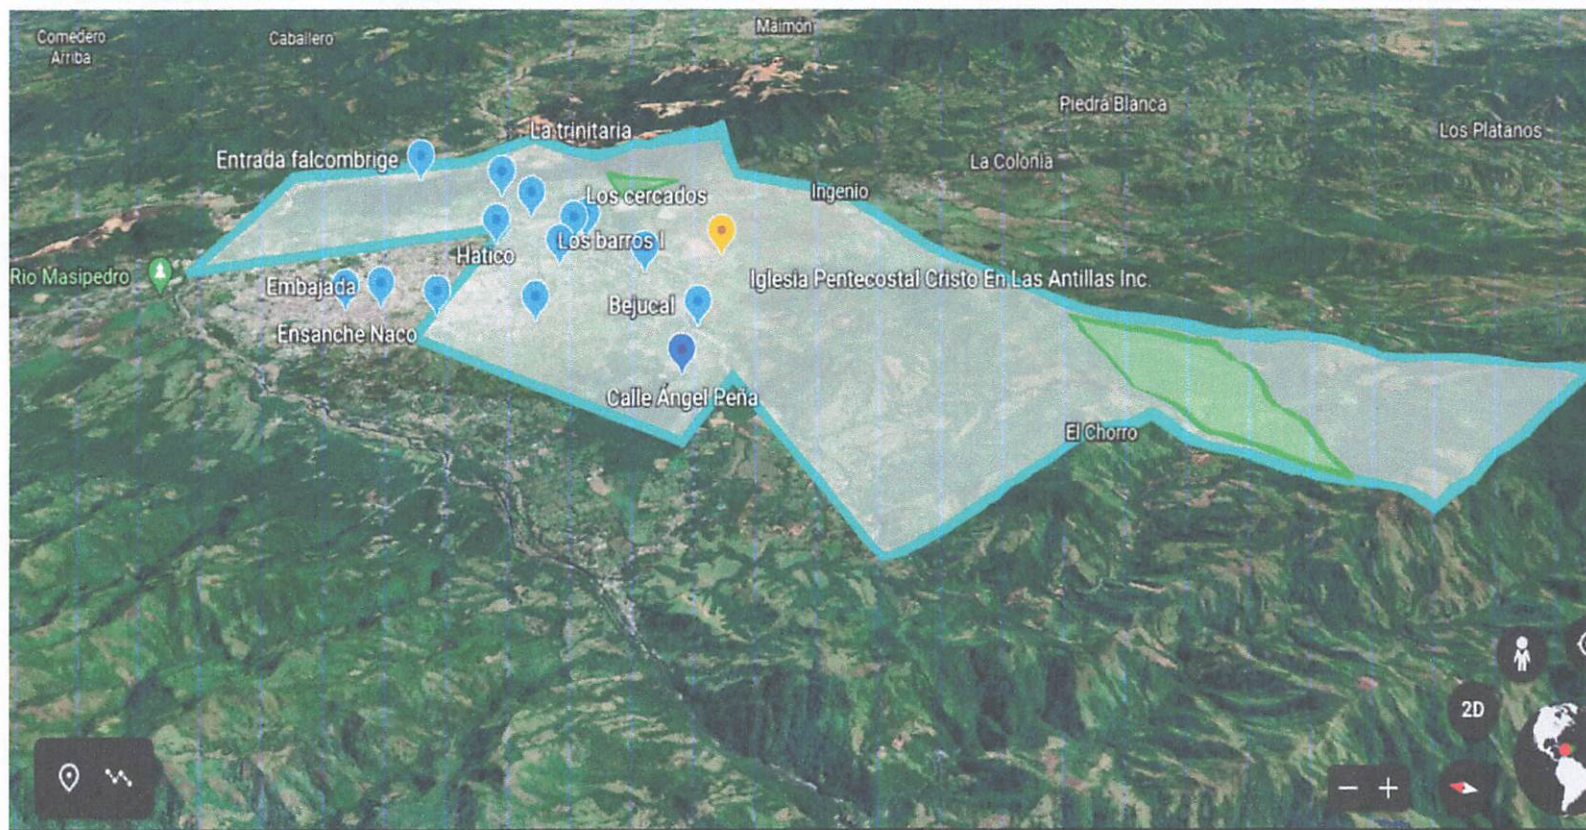 Maimón
Comedero
Arriba
Caballero
Piedra Blanca
La trinitaria
Los Platanos
Entrada falcombrige
La Colonia
Ingenio
Los cercados
Los barros I
Hatico
Rio Masipedro
Iglesia Pentecostal Cristo En Las Antillas Inc.
Embajada
Bejucal
Ensanche Naco
Calle Ángel Peña
El Chorro
2D